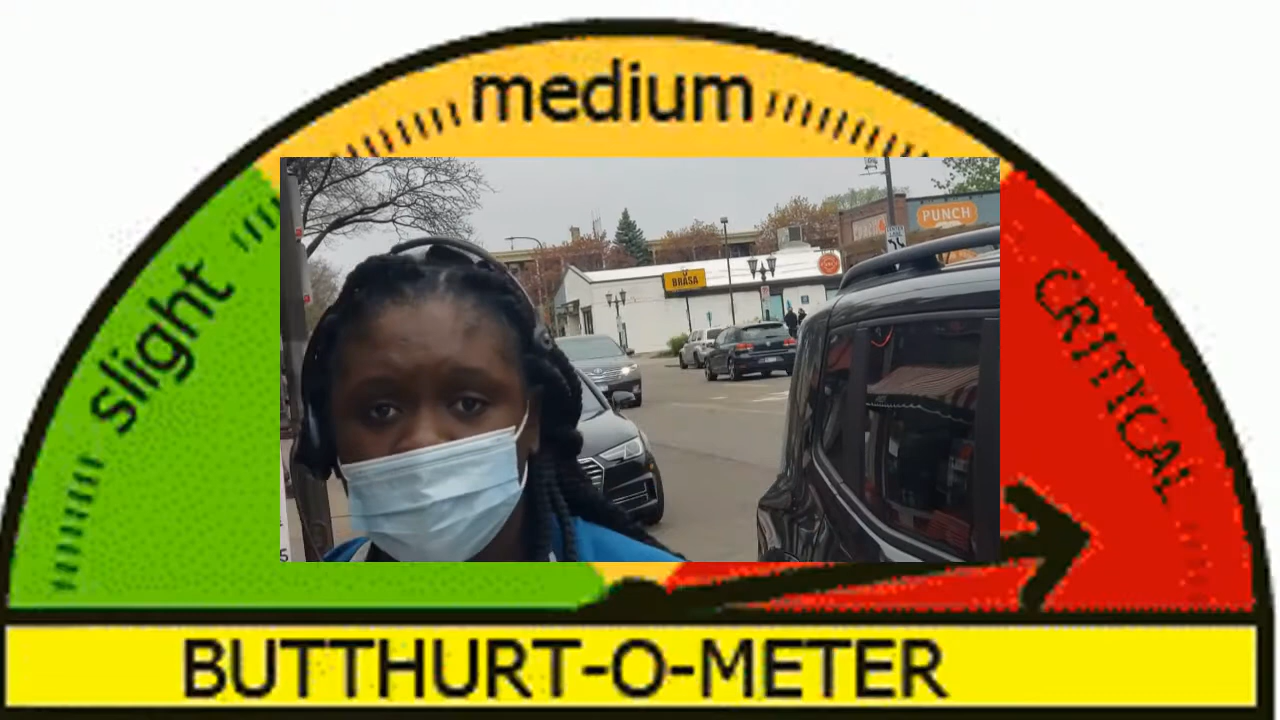 medium
slight
CRITICAL
PUNCH
BRASA
BUTTHURT-O-METER